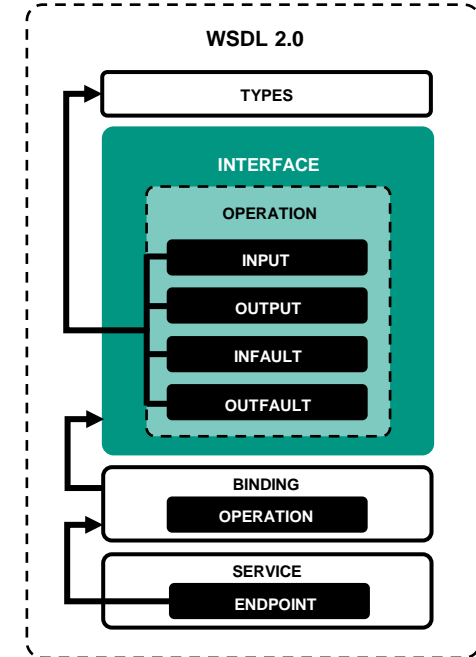 WSDL 2.0
TYPES
INTERFACE
OPERATION
INPUT
OUTPUT
INFAULT
OUTFAULT
BINDING
OPERATION
SERVICE
ENDPOINT